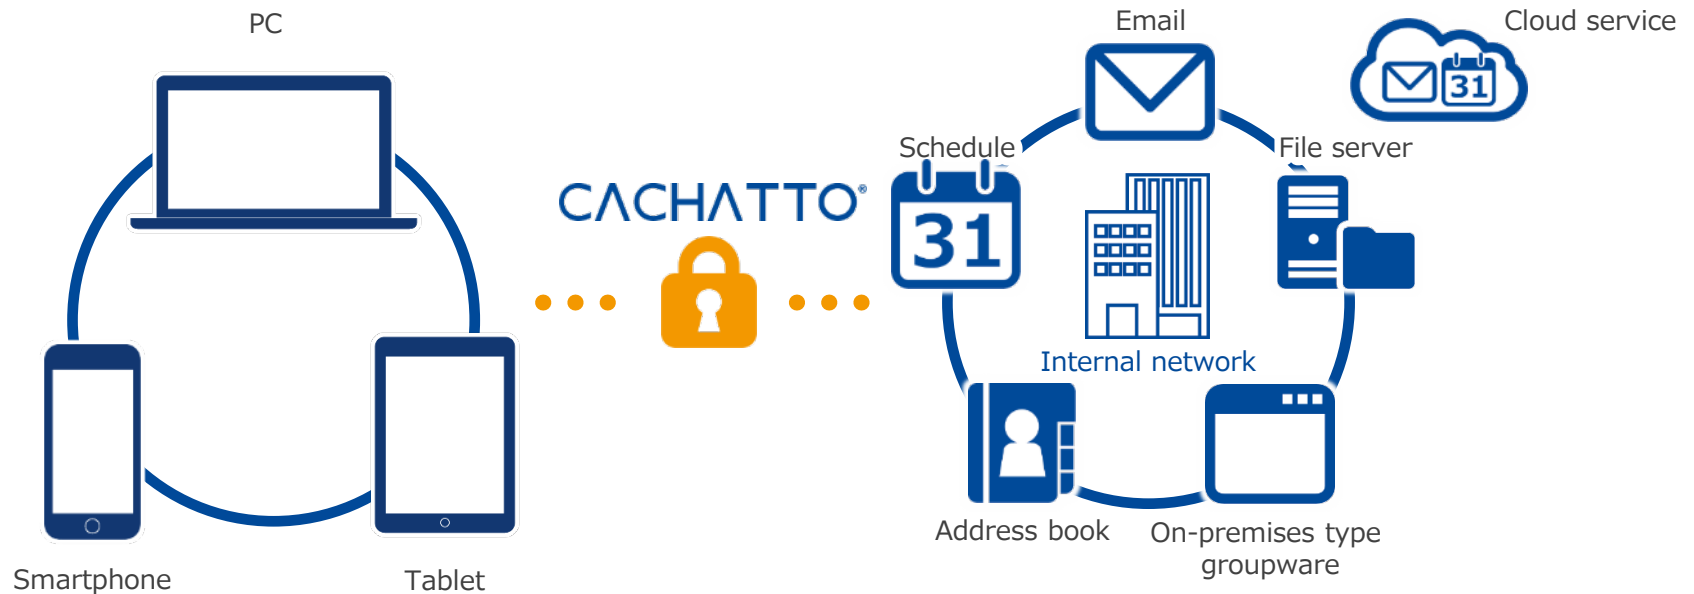 PC
Email
Cloud service
31
Schedule
File server
CACHATTO®
31
Internal network
Address book
On-premises type
groupware
Smartphone
Tablet